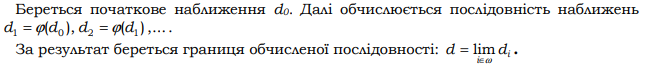 Береться початкове наближення d₀. Далі обчислюється послідовність наближень
d₁ = φ(d₀), d₂ = φ(d₁) ,... .
За результат береться границя обчисленої послідовності: d = lim dᵢ .
i∈ω